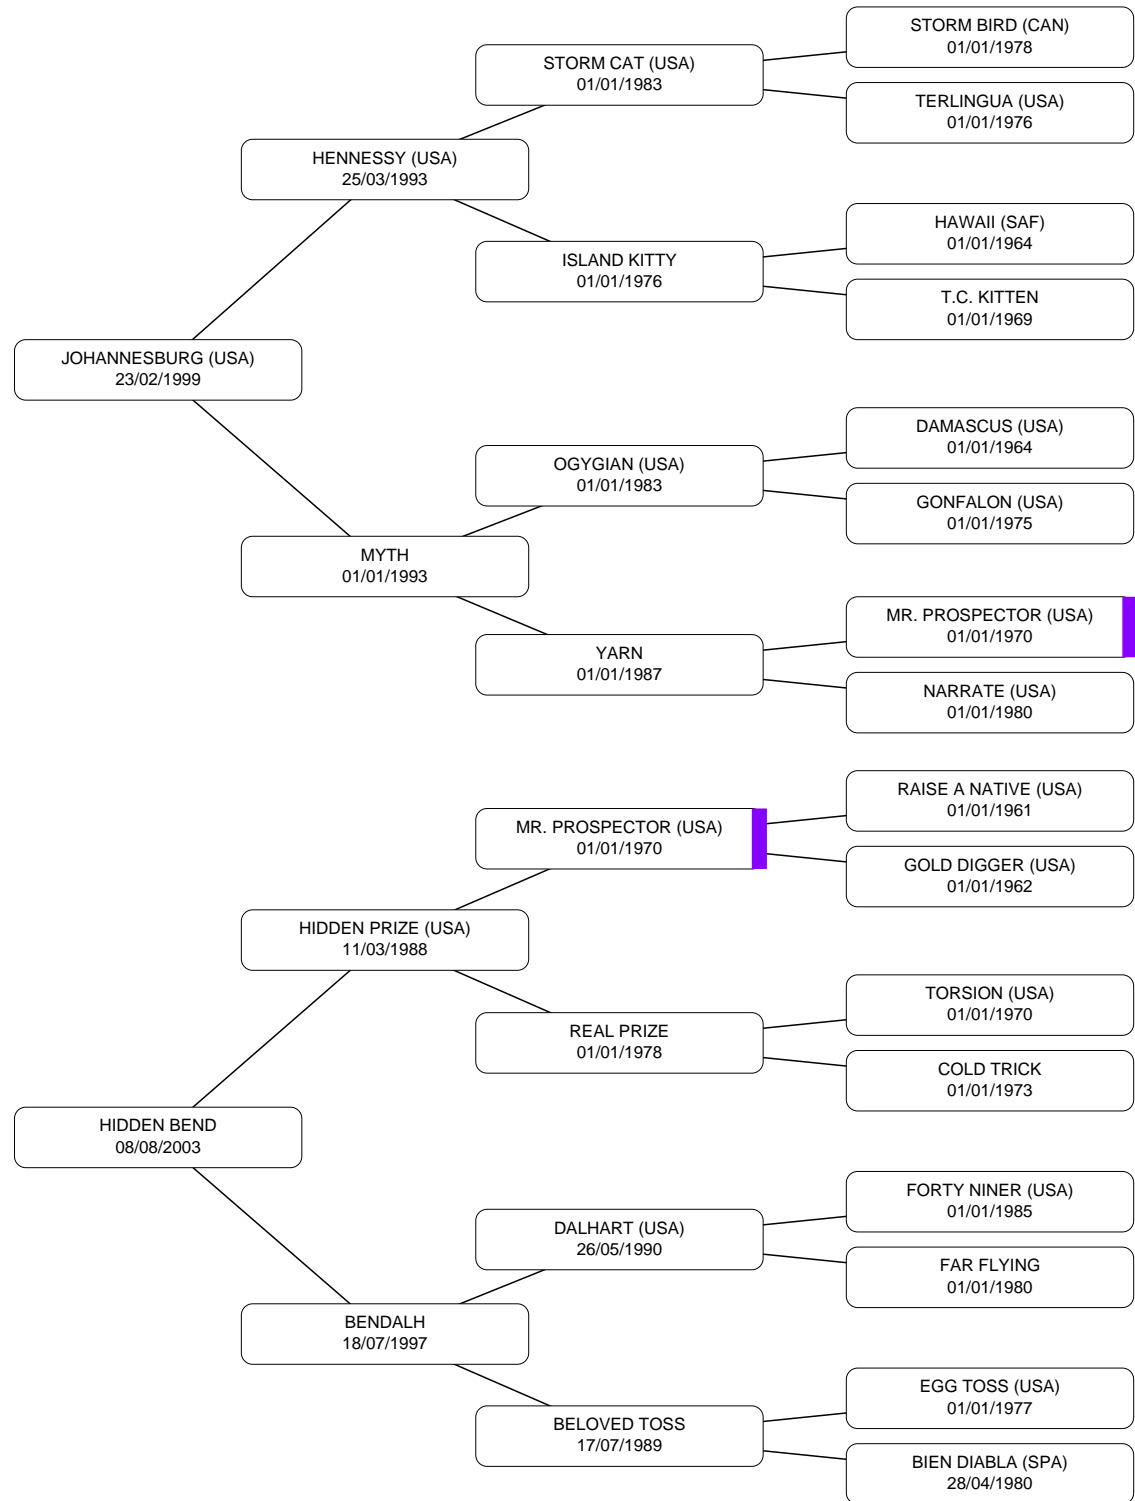 STORM BIRD (CAN)
01/01/1978
STORM CAT (USA)
01/01/1983
TERLINGUA (USA)
01/01/1976
HENNESSY (USA)
25/03/1993
HAWAII (SAF)
01/01/1964
ISLAND KITTY
01/01/1976
T.C. KITTEN
01/01/1969
JOHANNESBURG (USA)
23/02/1999
DAMASCUS (USA)
01/01/1964
OGYGIAN (USA)
01/01/1983
GONFALON (USA)
01/01/1975
MYTH
01/01/1993
MR. PROSPECTOR (USA)
01/01/1970
YARN
01/01/1987
NARRATE (USA)
01/01/1980
RAISE A NATIVE (USA)
01/01/1961
MR. PROSPECTOR (USA)
01/01/1970
GOLD DIGGER (USA)
01/01/1962
HIDDEN PRIZE (USA)
11/03/1988
TORSION (USA)
01/01/1970
REAL PRIZE
01/01/1978
COLD TRICK
01/01/1973
HIDDEN BEND
08/08/2003
FORTY NINER (USA)
01/01/1985
DALHART (USA)
26/05/1990
FAR FLYING
01/01/1980
BENDALH
18/07/1997
EGG TOSS (USA)
01/01/1977
BELOVED TOSS
17/07/1989
BIEN DIABLA (SPA)
28/04/1980